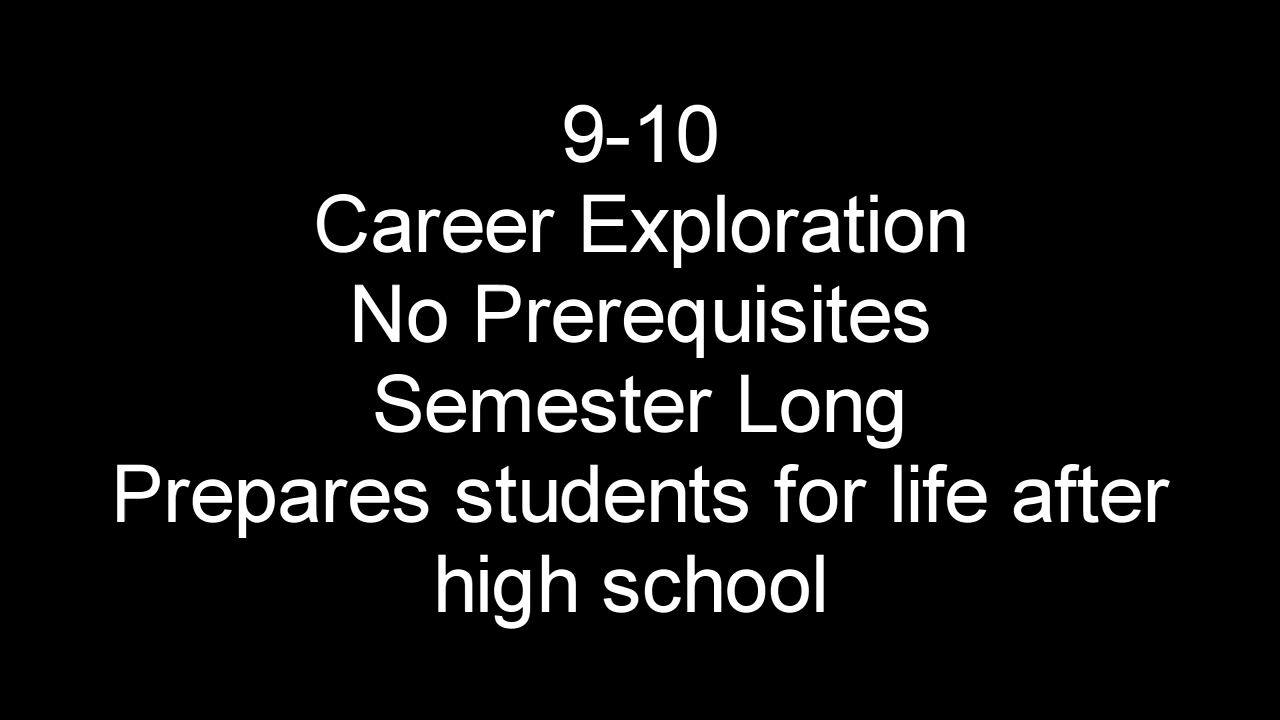 9-10
Career Exploration
No Prerequisites
Semester Long
Prepares students for life after
high school